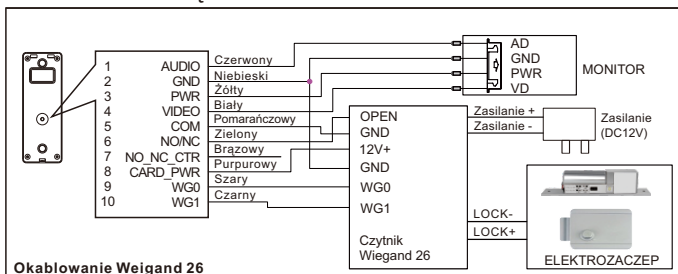 1 AUDIO Czerwony
2 GND Niebieski
3 PWR Żółty
4 VIDEO Biały
5 COM Pomarańczowy
6 NO/NC Zielony
7 NO_NC_CTR Brązowy
8 CARD_PWR Purpurowy
9 WG0 Szary
10 WG1 Czarny
AD
GND
PWR
VD
MONITOR
OPEN
GND
12V+
GND
WG0
WG1
Czytnik
Wiegand 26
Zasilanie +
Zasilanie -
Zasilanie
(DC12V)
LOCK-
LOCK+
ELEKTROZACZEP
Okablowanie Weigand 26